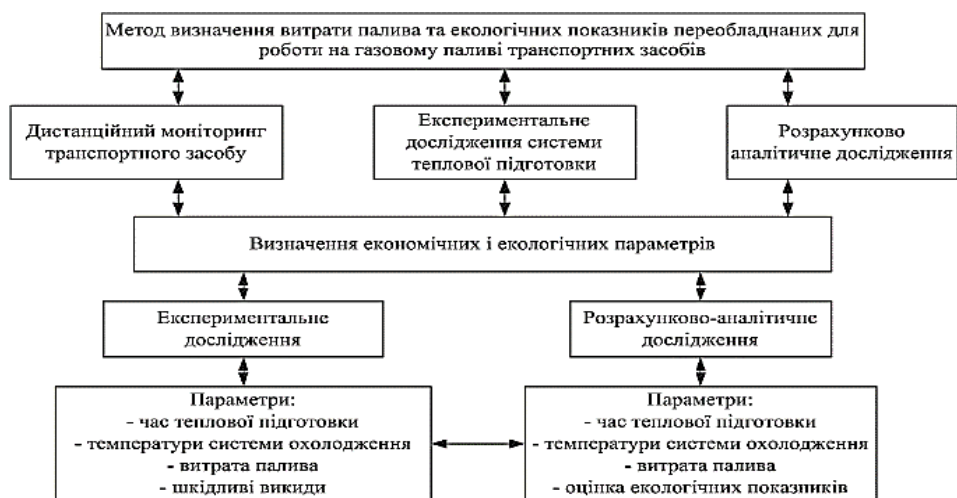 Метод визначення витрати палива та екологічних показників переобладнаних для
роботи на газовому паливі транспортних засобів
Дистанційний моніторинг
транспортного засобу
Експериментальне
дослідження системи
теплової підготовки
Розрахунково
аналітичне дослідження
Визначення економічних і екологічних параметрів
Експериментальне
дослідження
Розрахунково-аналітичне
дослідження
Параметри:
- час теплової підготовки
- температури системи охолодження
- витрата палива
- шкідливі викиди
Параметри:
- час теплової підготовки
- температури системи охолодження
- витрата палива
- оцінка екологічних показників